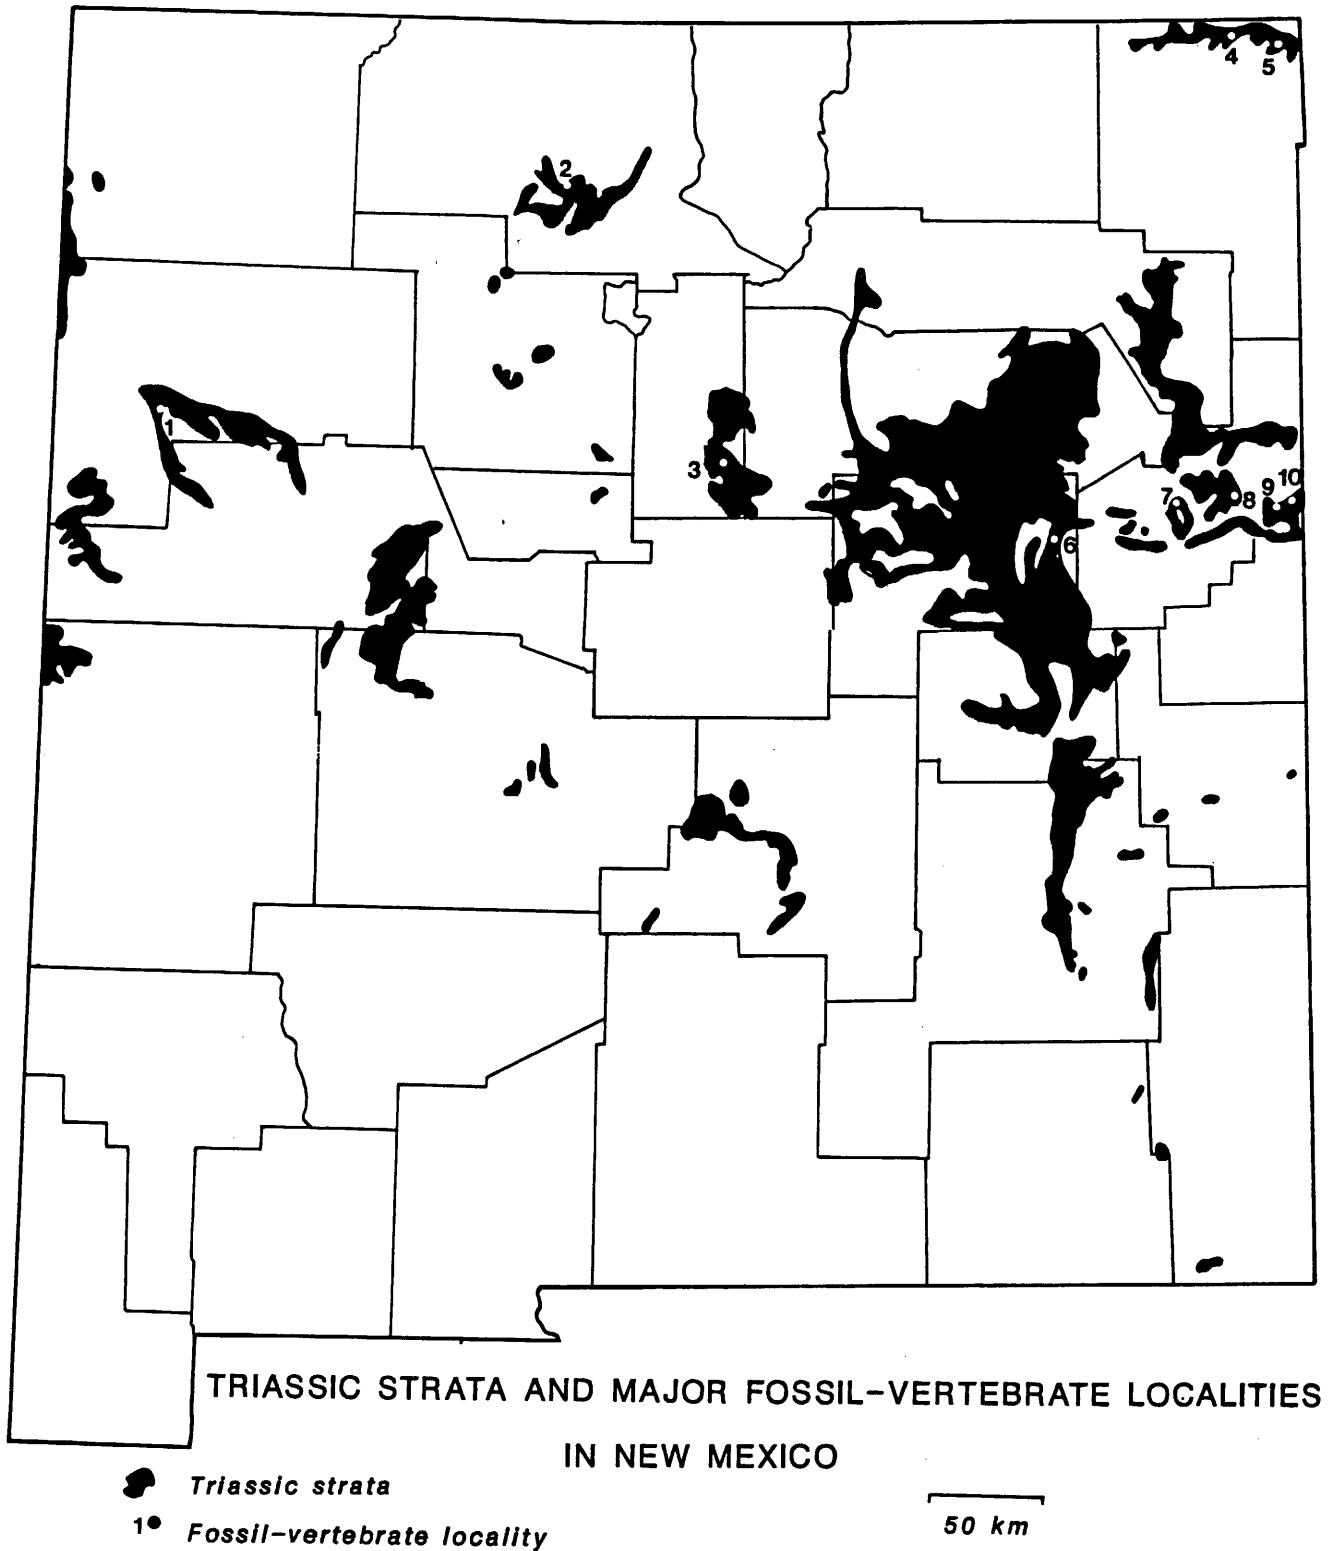 4
5
2
1
3
10
9
7
8
6
TRIASSIC STRATA AND MAJOR FOSSIL-VERTEBRATE LOCALITIES
IN NEW MEXICO
Triassic strata
1 Fossil-vertebrate locality
50 km